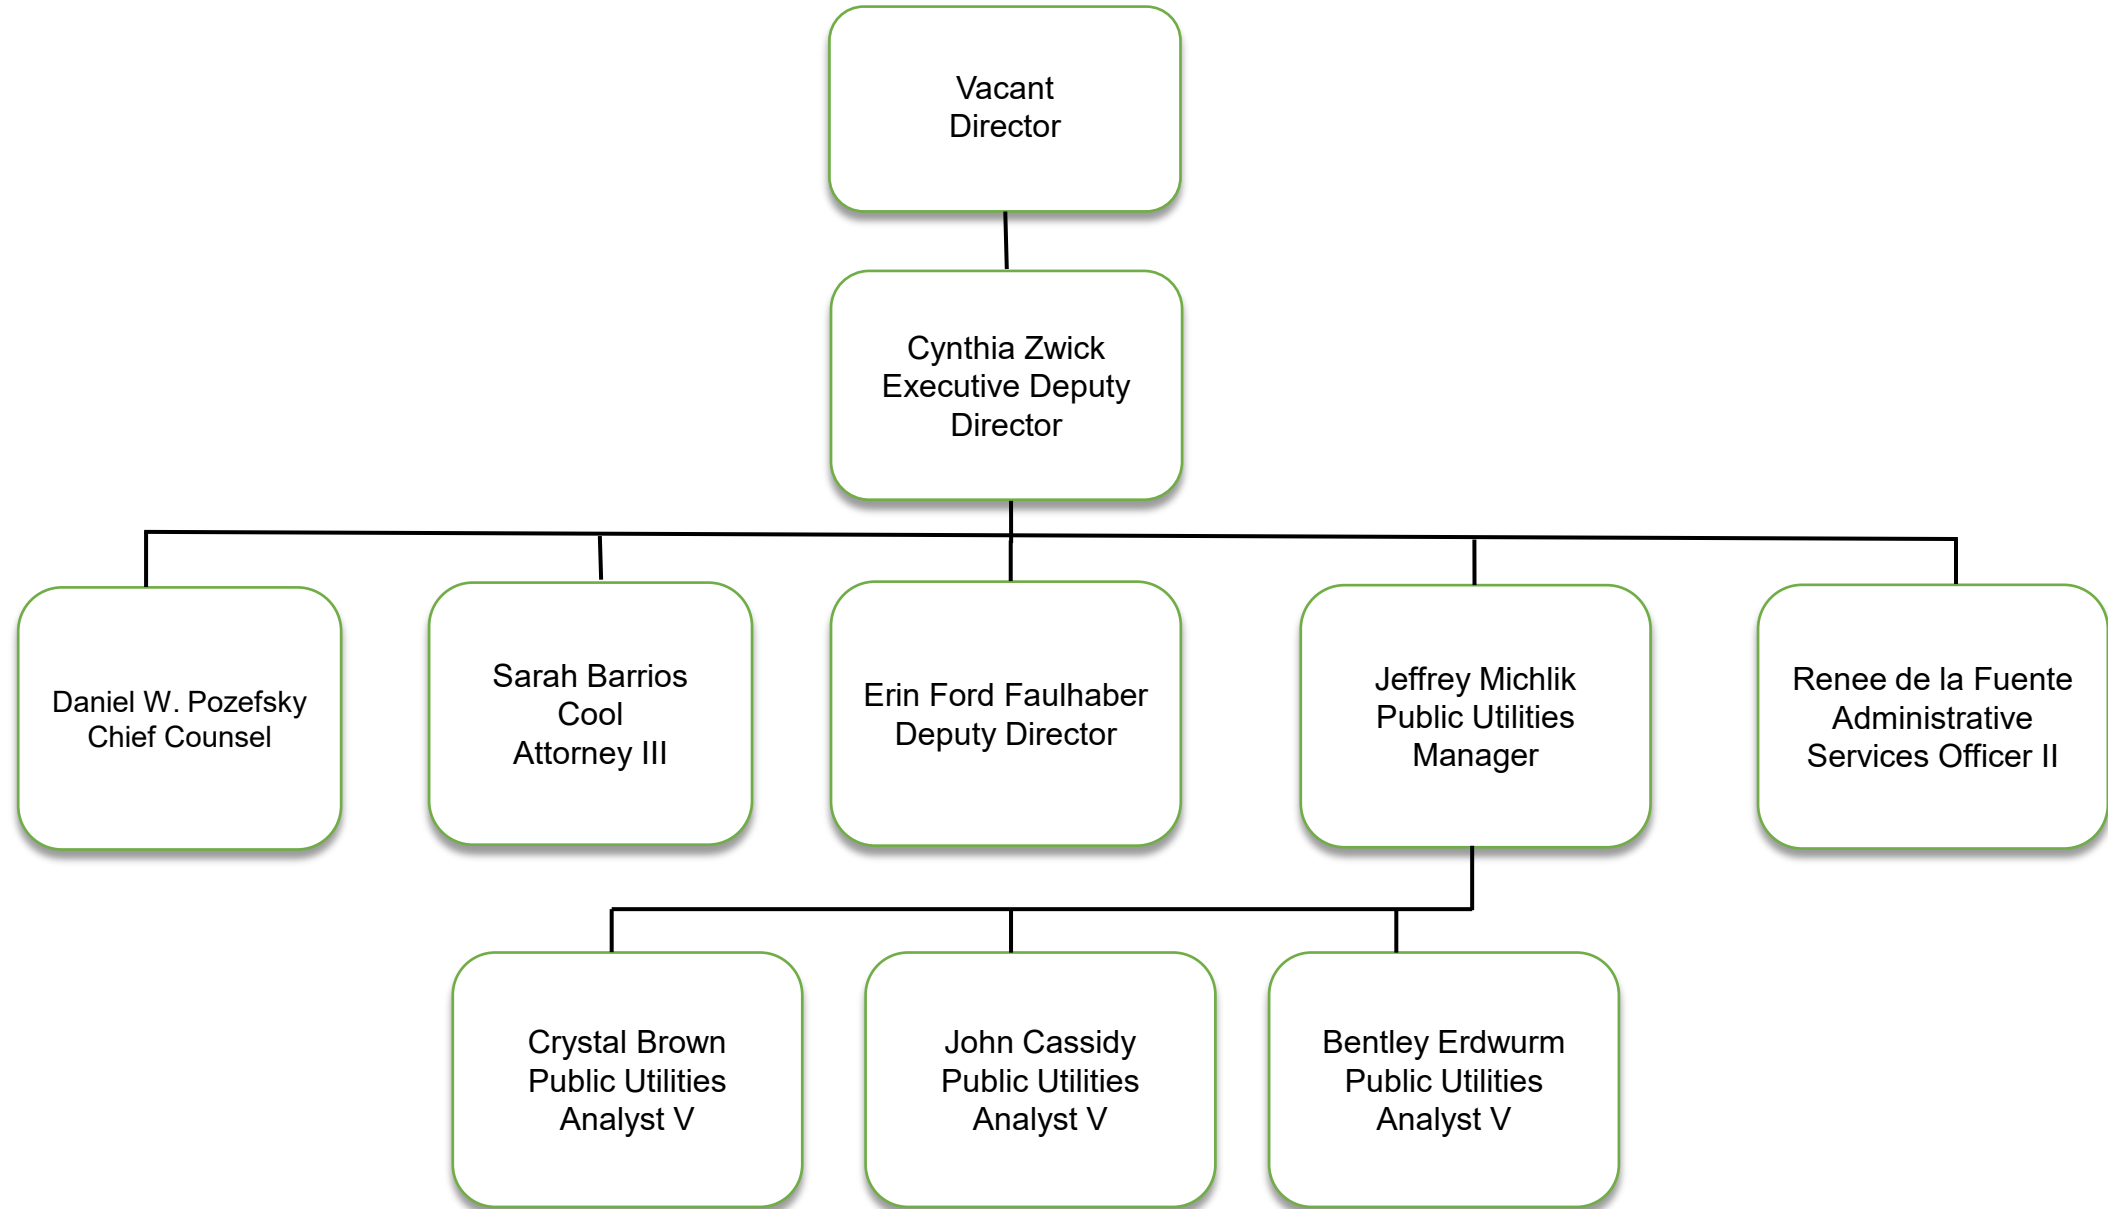 Vacant
Director
Cynthia Zwick
Executive Deputy
Director
Daniel W. Pozefsky
Chief Counsel
Sarah Barrios
Cool
Attorney III
Erin Ford Faulhaber
Deputy Director
Jeffrey Michlik
Public Utilities
Manager
Renee de la Fuente
Administrative
Services Officer II
Crystal Brown
Public Utilities
Analyst V
John Cassidy
Public Utilities
Analyst V
Bentley Erdwurm
Public Utilities
Analyst V